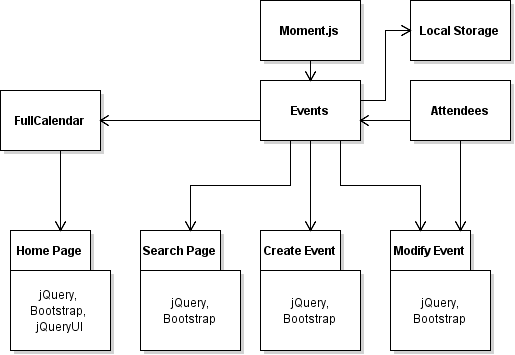 Moment.js
Local Storage
FullCalendar
Events
Attendees
Home Page
Search Page
Create Event
Modify Event
jQuery,
Bootstrap,
jQueryUI
jQuery,
Bootstrap
jQuery,
Bootstrap
jQuery,
Bootstrap